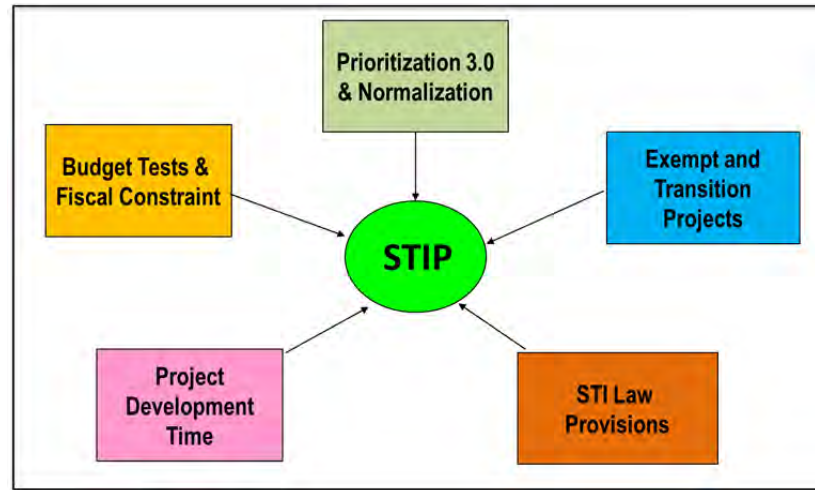 Prioritization 3.0
& Normalization
Budget Tests &
Fiscal Constraint
Exempt and
Transition
Projects
STIP
Project
Development
Time
STI Law
Provisions